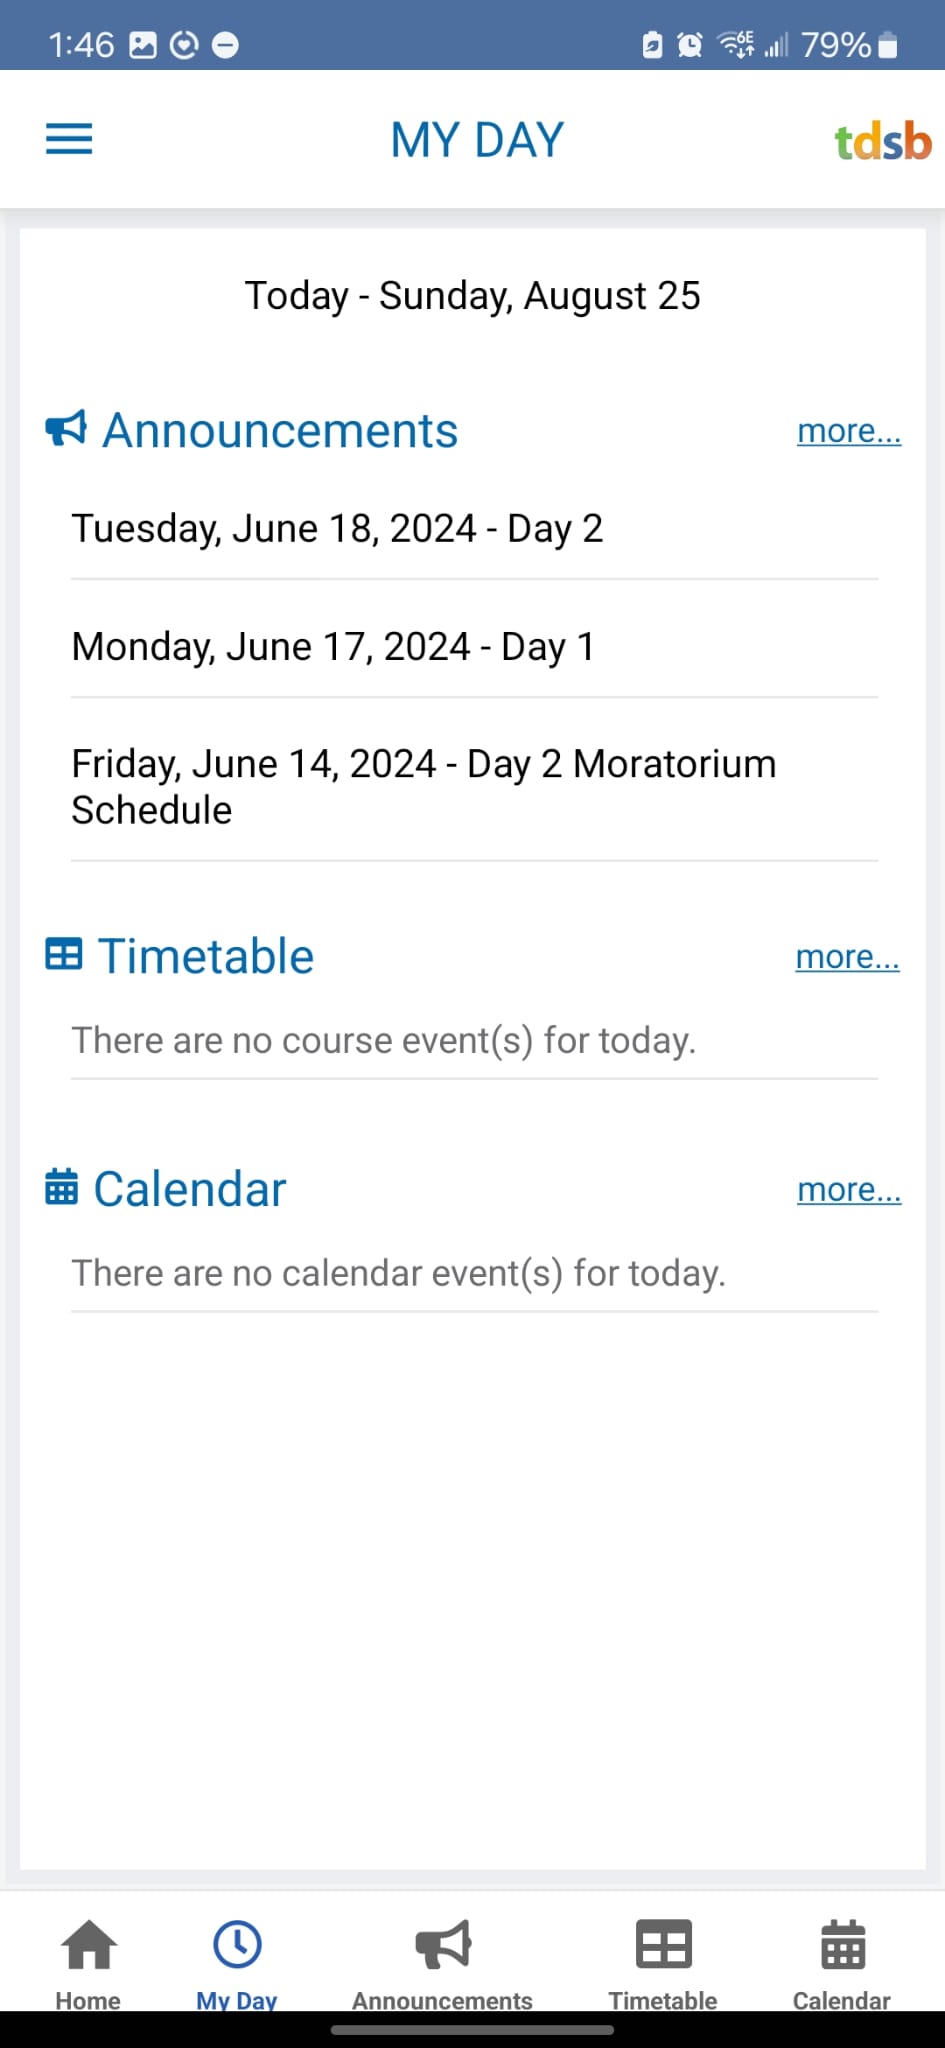 1:46 6E 79%
MY DAY tdsb
Today - Sunday, August 25
Announcements more...
Tuesday, June 18, 2024 - Day 2
Monday, June 17, 2024 - Day 1
Friday, June 14, 2024 - Day 2 Moratorium
Schedule
Timetable more...
There are no course event(s) for today.
Calendar more...
There are no calendar event(s) for today.
Home My Day Announcements Timetable Calendar